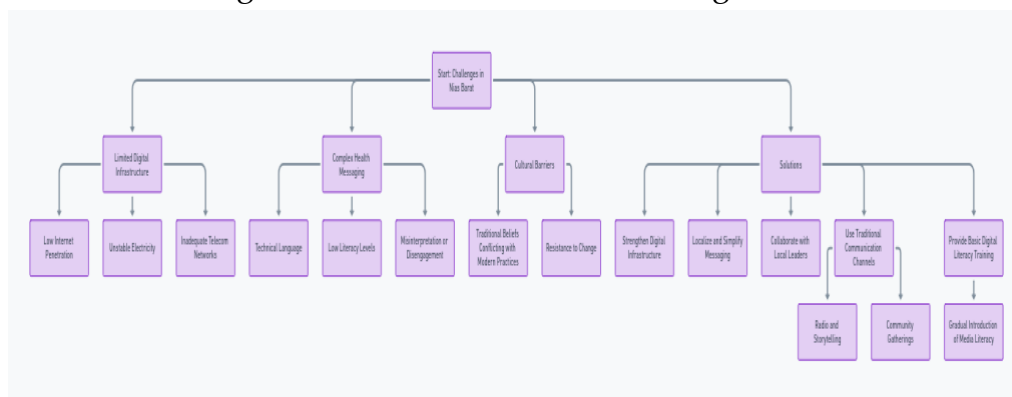 Start: Challenges in
Nias Barat
Limited Digital
Infrastructure
Complex Health
Messaging
Cultural Barriers
Solutions
Low Internet
Penetration
Unstable Electricity
Inadequate Telecom
Networks
Technical Language
Low Literacy Levels
Misinterpretation or
Disengagement
Traditional Beliefs
Conflicting with
Modern Practices
Resistance to Change
Strengthen Digital
Infrastructure
Localize and Simplify
Messaging
Collaborate with
Local Leaders
Use Traditional
Communication
Channels
Provide Basic Digital
Literacy Training
Radio and
Storytelling
Community
Gatherings
Gradual Introduction
of Media Literacy